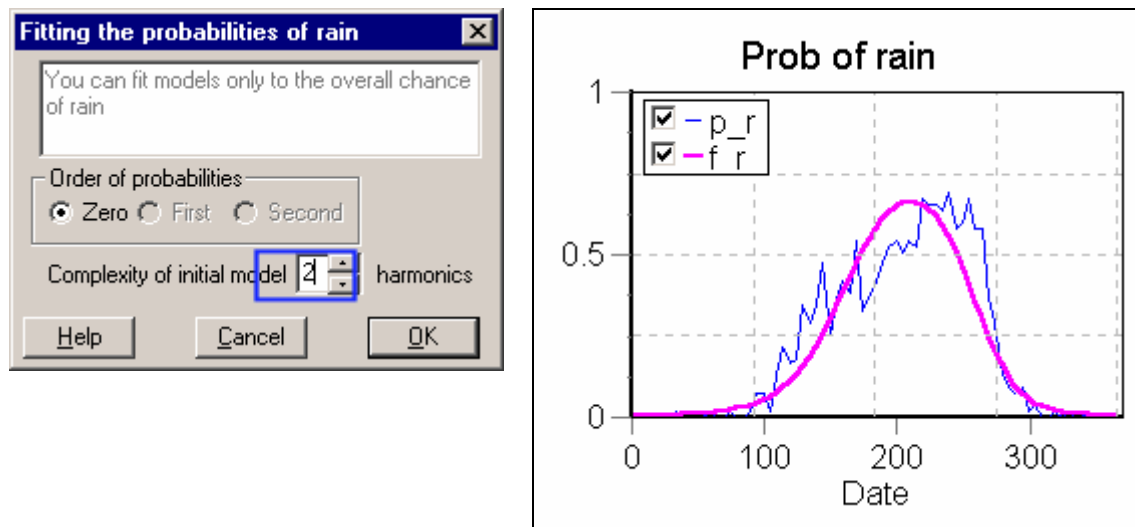 Fitting the probabilities of rain
You can fit models only to the overall chance
of rain
Order of probabilities
Zero First Second
Complexity of initial model 2 harmonics
Help Cancel OK
Prob of rain
1
p_r
f_r
0.5
0
0 100 200 300
Date